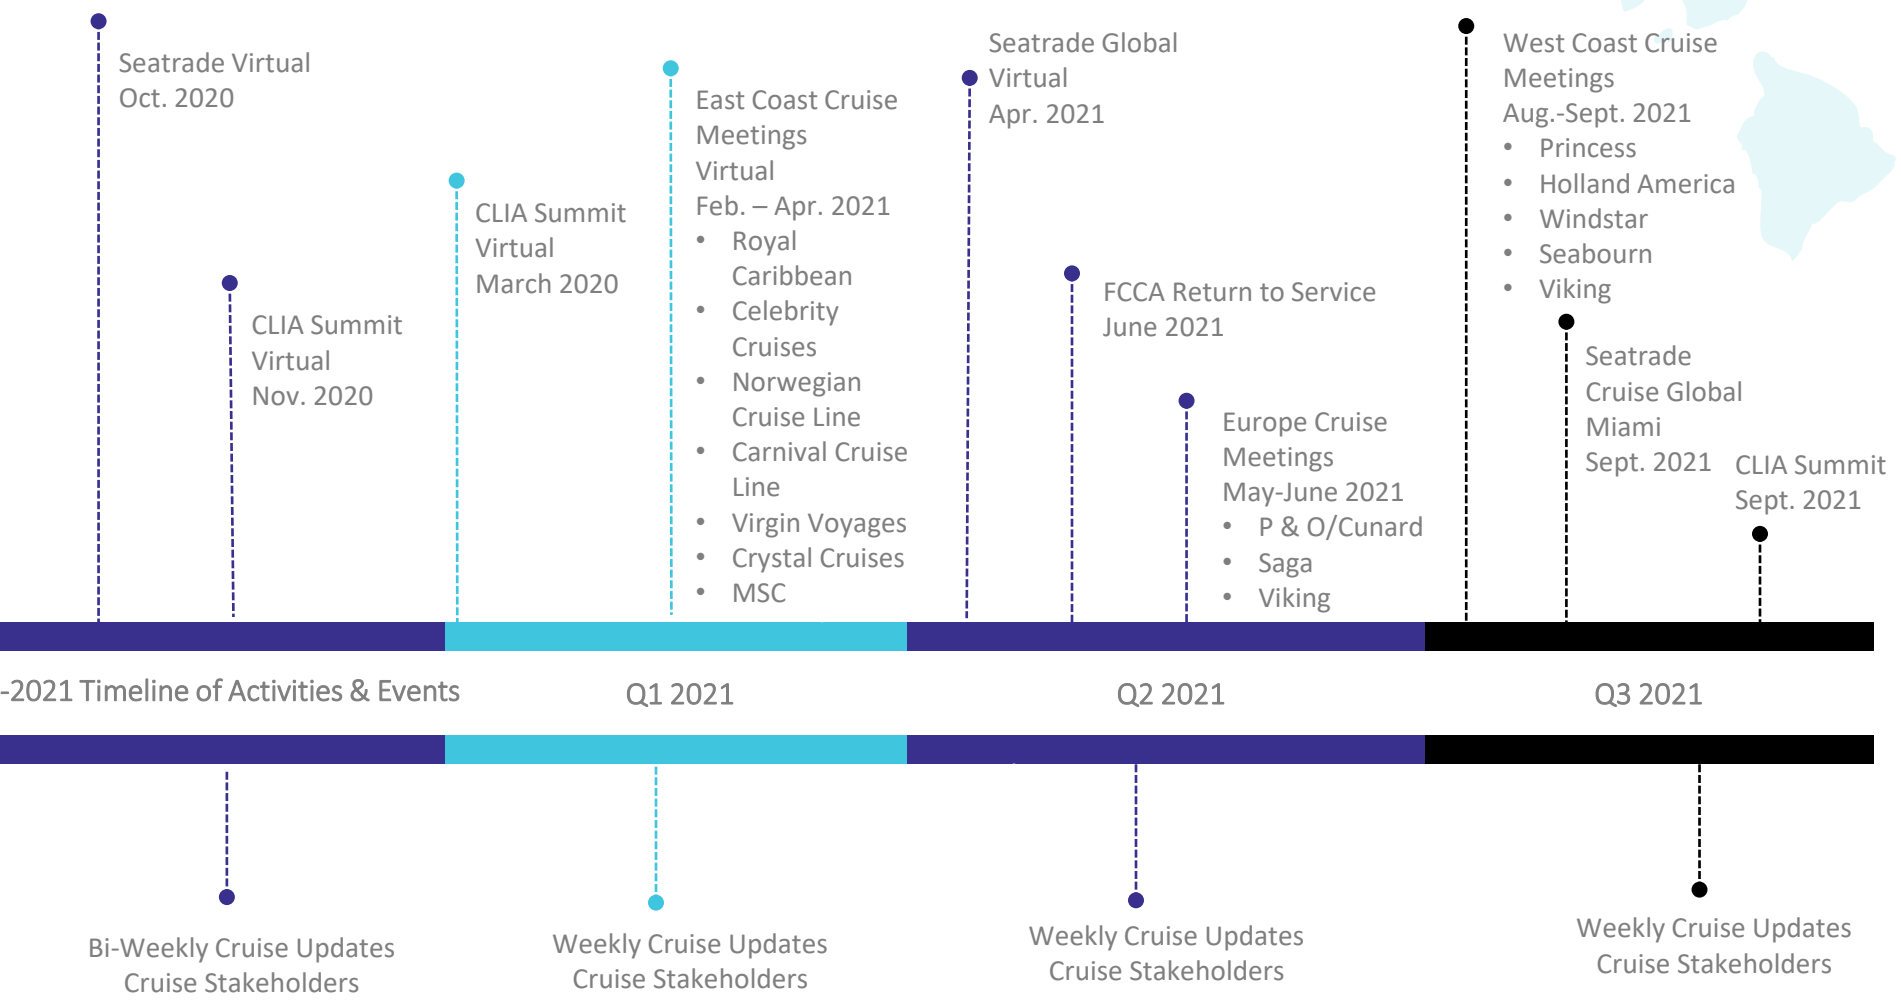 Seatrade Virtual
Oct. 2020
CLIA Summit
Virtual
Nov. 2020
CLIA Summit
Virtual
March 2020
East Coast Cruise
Meetings
Virtual
Feb. – Apr. 2021
• Royal
Caribbean
• Celebrity
Cruises
• Norwegian
Cruise Line
• Carnival Cruise
Line
• Virgin Voyages
• Crystal Cruises
• MSC
Seatrade Global
Virtual
Apr. 2021
FCCA Return to Service
June 2021
Europe Cruise
Meetings
May-June 2021
• P & O/Cunard
• Saga
• Viking
West Coast Cruise
Meetings
Aug.-Sept. 2021
• Princess
• Holland America
• Windstar
• Seabourn
• Viking
Seatrade
Cruise Global
Miami
Sept. 2021
CLIA Summit
Sept. 2021
-2021 Timeline of Activities & Events
Q1 2021
Q2 2021
Q3 2021
Bi-Weekly Cruise Updates
Cruise Stakeholders
Weekly Cruise Updates
Cruise Stakeholders
Weekly Cruise Updates
Cruise Stakeholders
Weekly Cruise Updates
Cruise Stakeholders